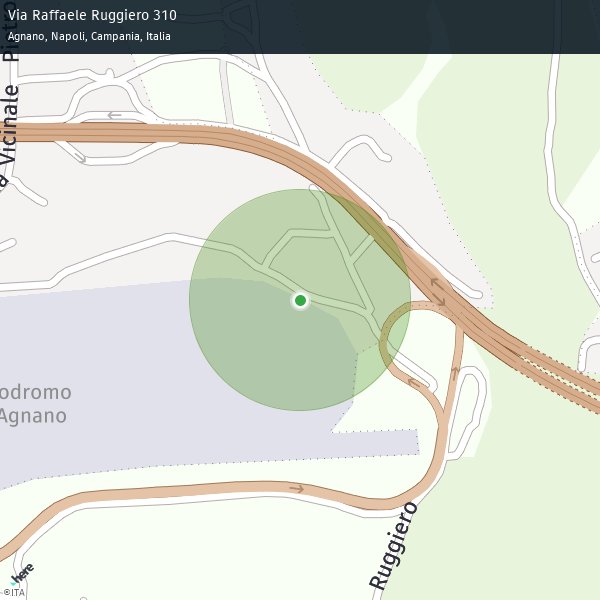 Via Raffaele Ruggiero 310
Agnano, Napoli, Campania, Italia
a Vicinale
odromo
Agnano
Ruggiero
here
©ITA